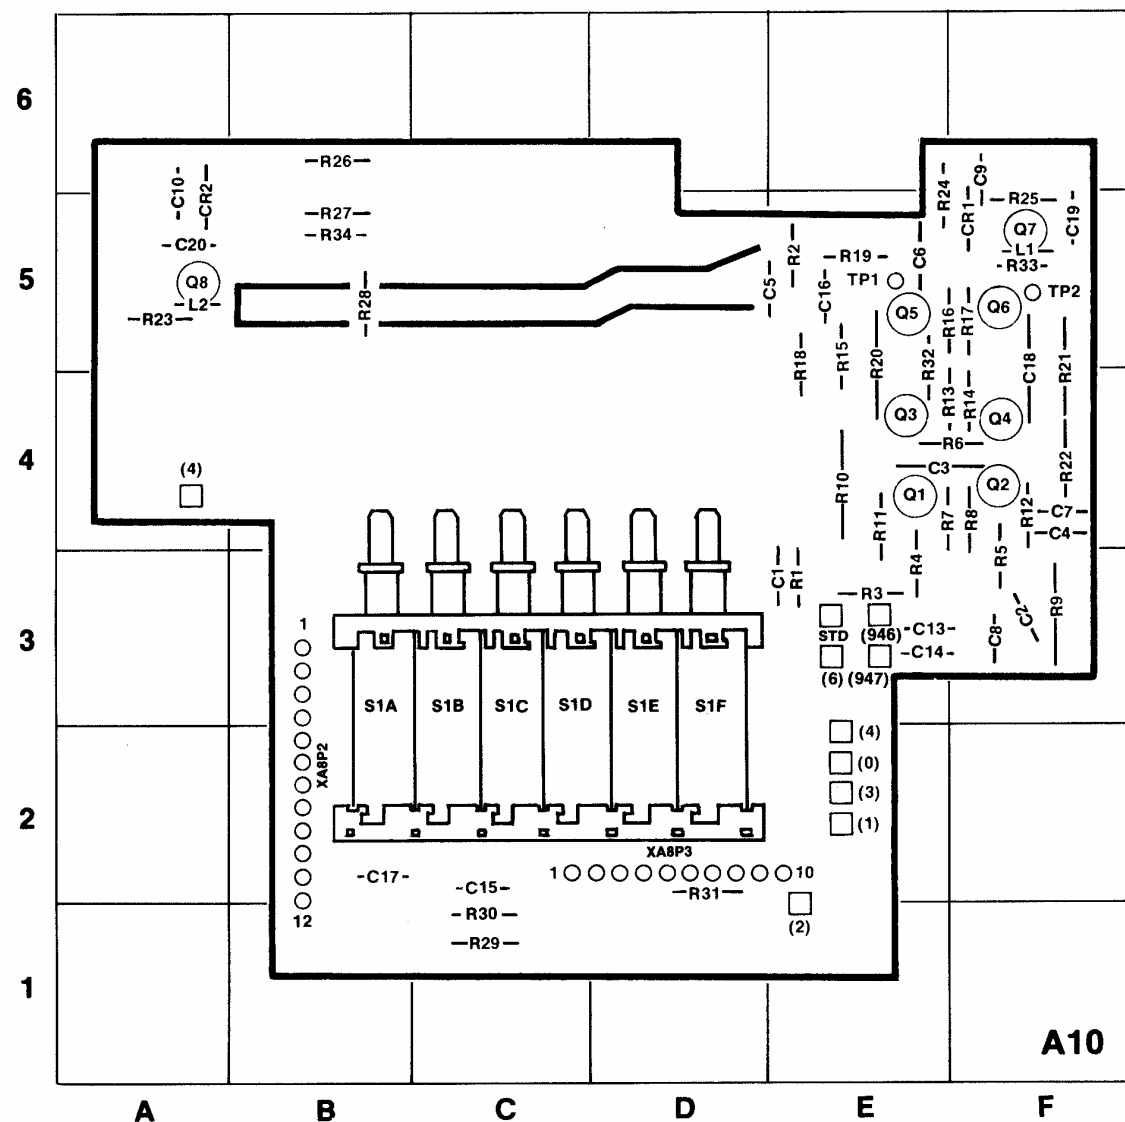 6
R26
C10
CR2
R27
R34
C20
Q8
L2
R23
R28
R24
C9
CR1
R25
C19
Q7
L1
R33
R2
R19
C6
5
C5
C16
TP1
Q5
R16
R17
Q6
TP2
R18
R15
R20
R32
C18
R21
Q3
R13
R14
Q4
R6
4
(4)
R10
C3
Q1
Q2
R22
R11
R7
R8
R12
C7
C4
C1
R1
R4
R5
R3
C2
R9
3
1
STD
(946)
C13
C8
C14
(6)
(947)
S1A
S1B
S1C
S1D
S1E
S1F
XA8P2
(4)
(0)
(3)
(1)
2
XA8P3
C17
C15
1
10
R31
12
R30
(2)
R29
1
A10
A
B
C
D
E
F